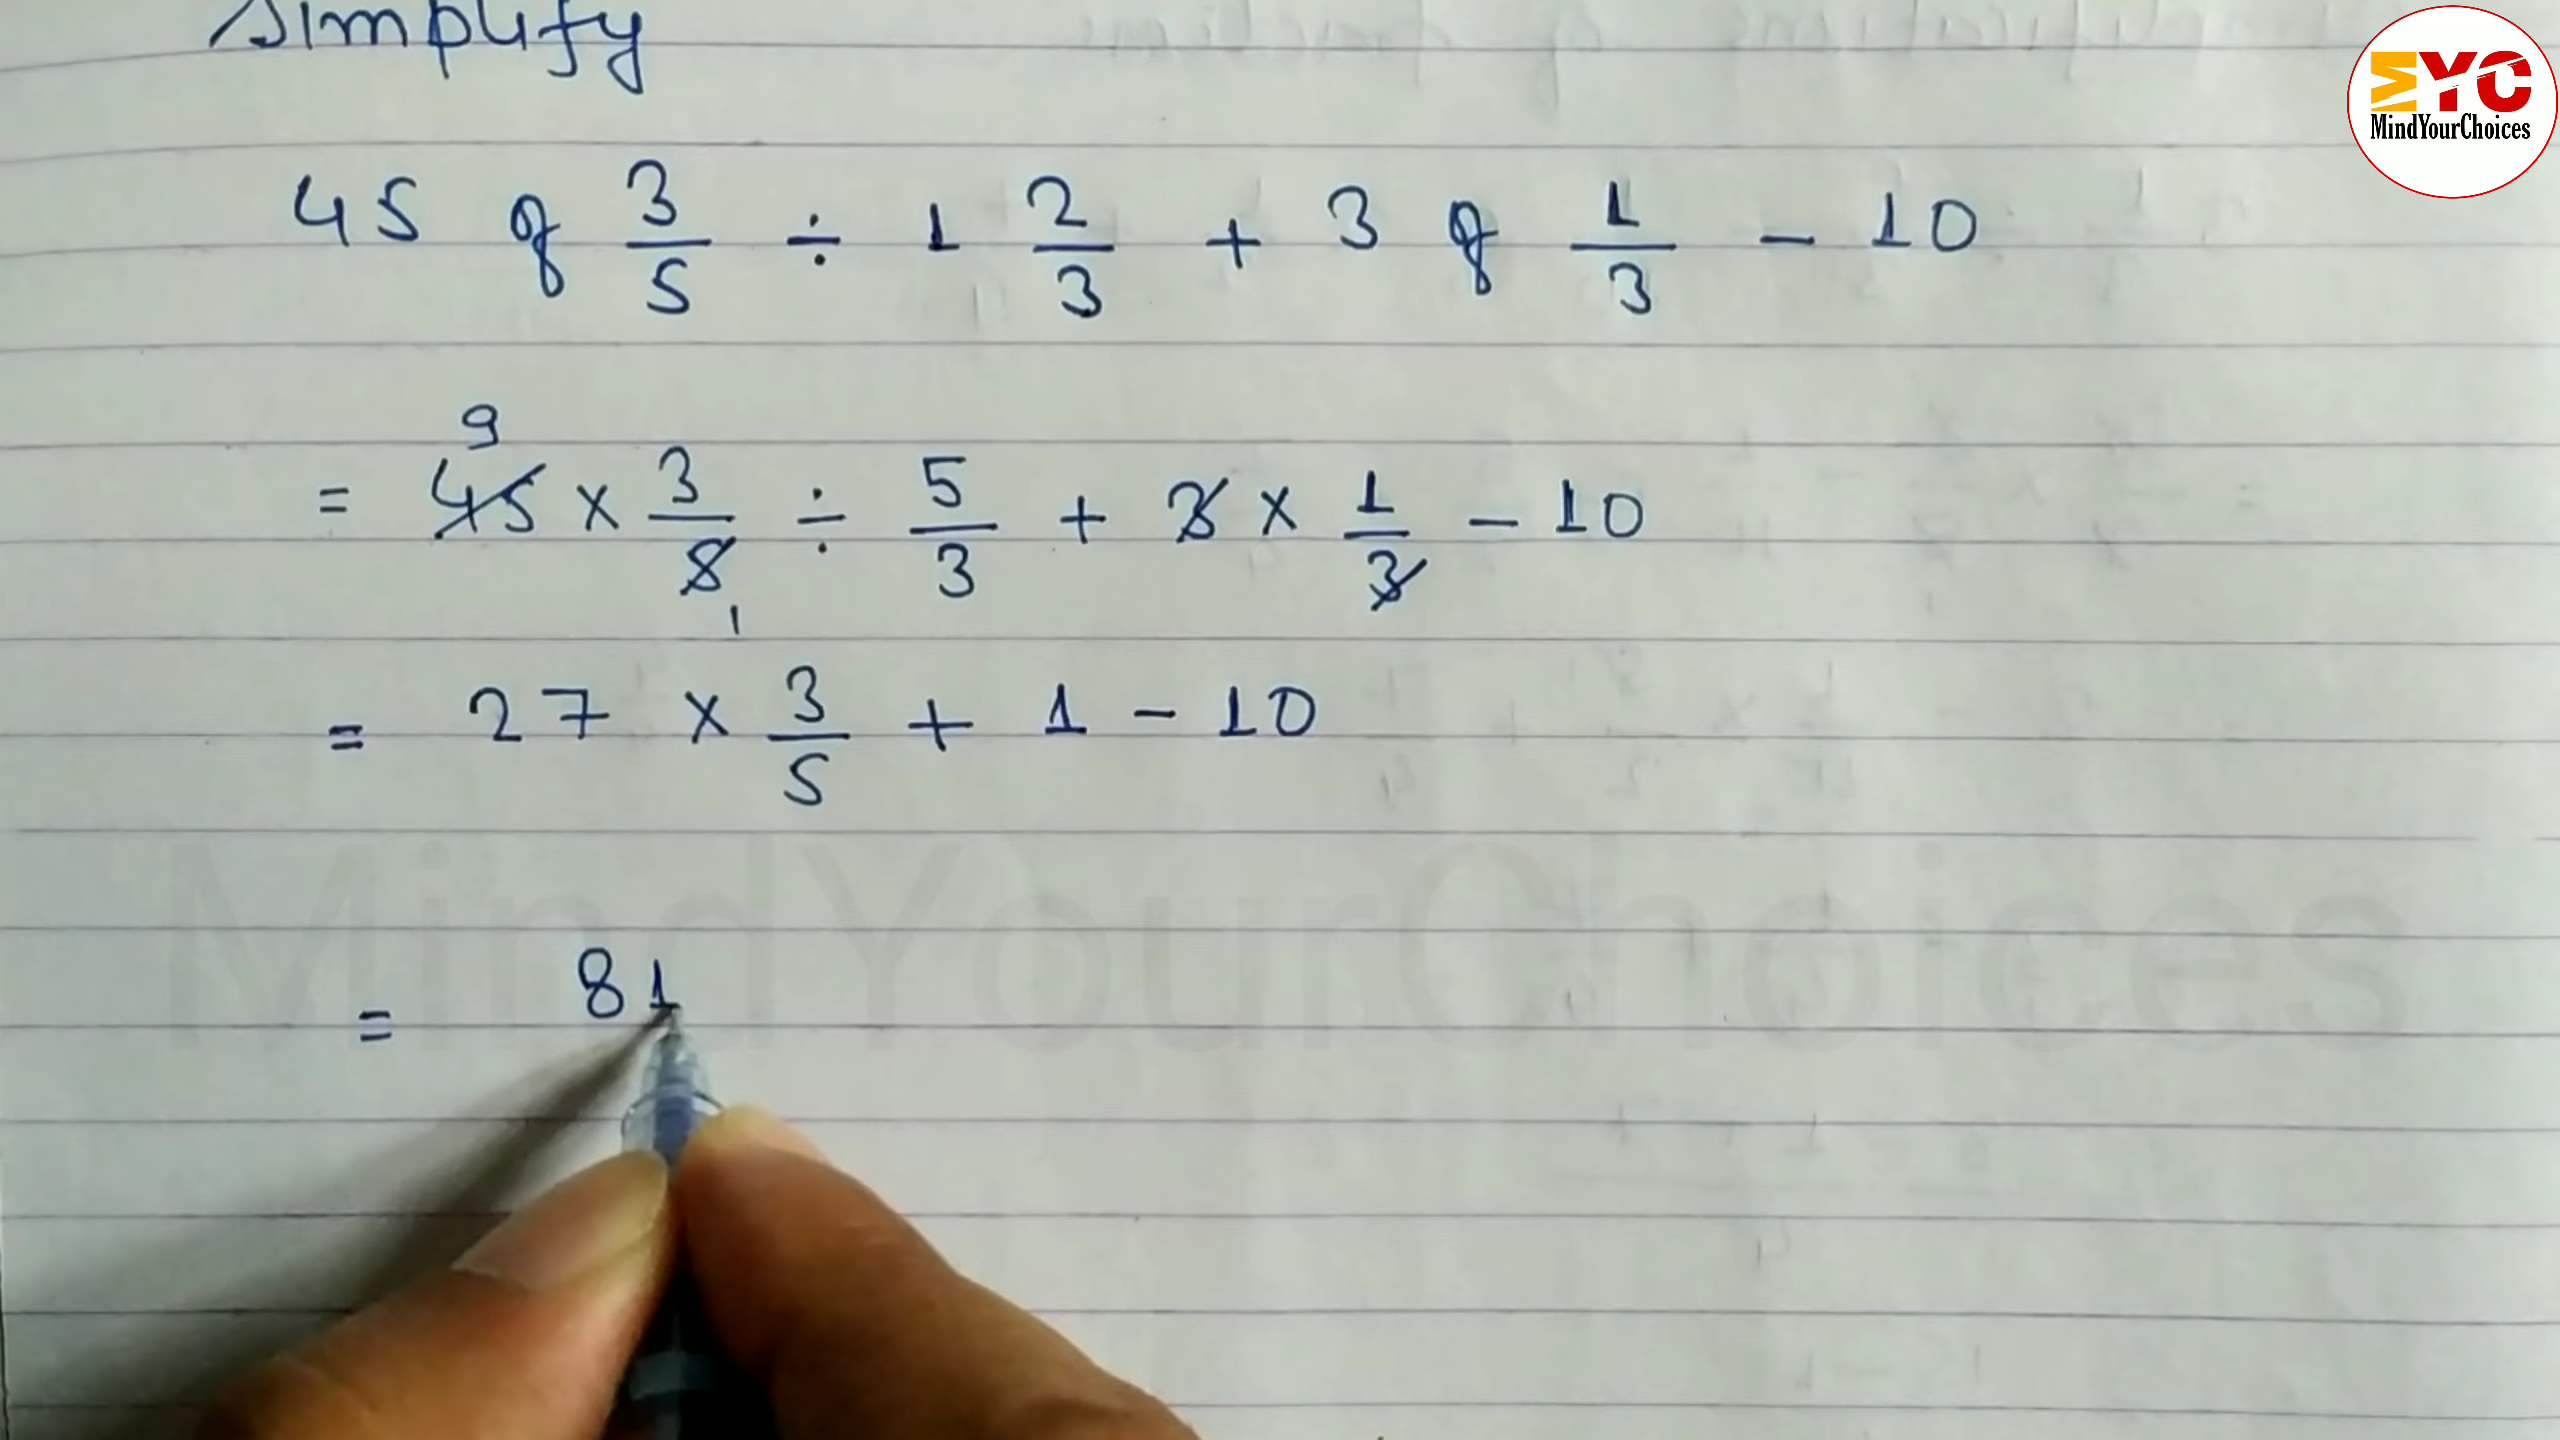 Simplify
MYC
MindYourChoices
45 of 3/5 ÷ 1 2/3 + 3 of 1/3 - 10
9
= 45 × 3/5 ÷ 5/3 + 3 × 1/3 - 10
1
= 27 × 3/5 + 1 - 10
MindYourChoices
= 81